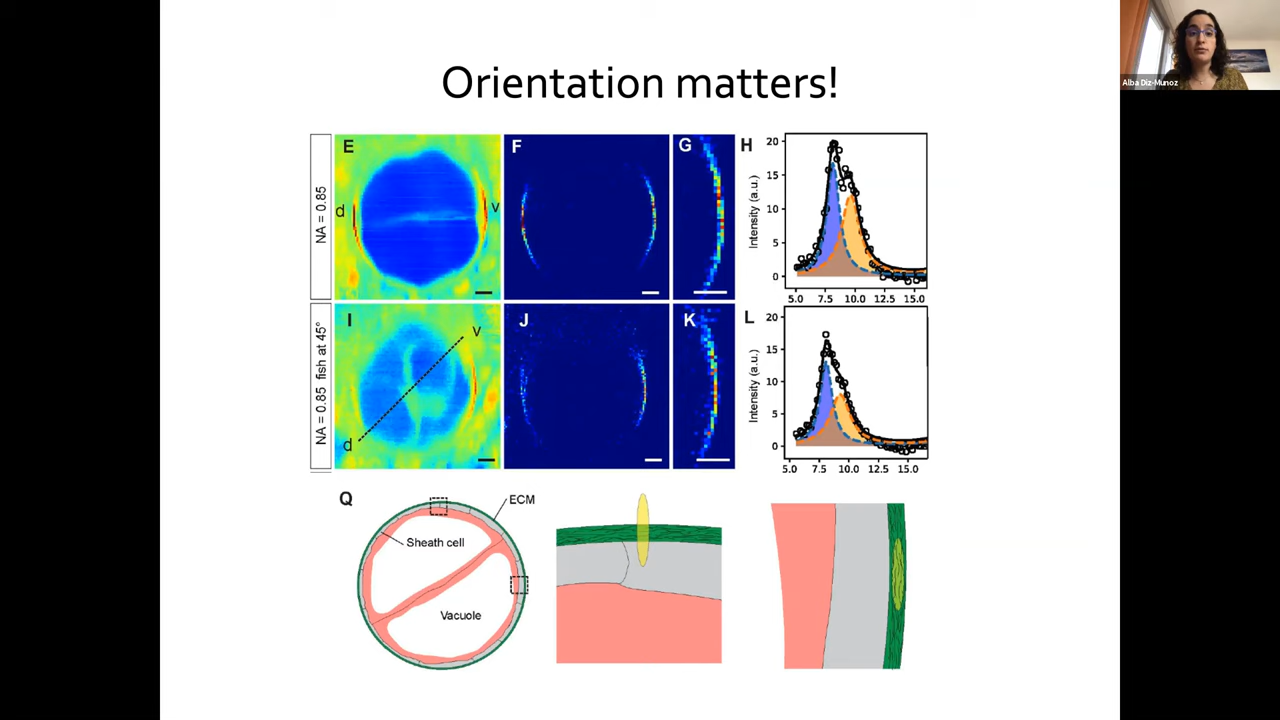 Orientation matters!
Alba Diz-Munoz
NA = 0.85
E
d
v
F
G
H
20
15
10
5
0
Intensity (a.u.)
5.0 7.5 10.0 12.5 15.0
NA = 0.85 fish at 45°
I
v
d
J
K
L
20
15
10
5
0
Intensity (a.u.)
5.0 7.5 10.0 12.5 15.0
Q
ECM
Sheath cell
Vacuole